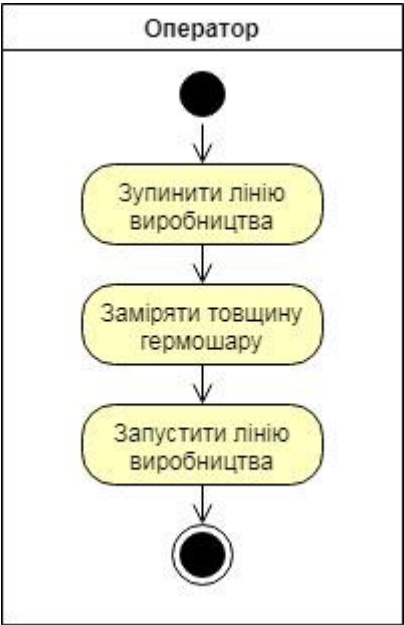 Оператор
Зупинити лінію
виробництва
Заміряти товщину
гермошару
Запустити лінію
виробництва